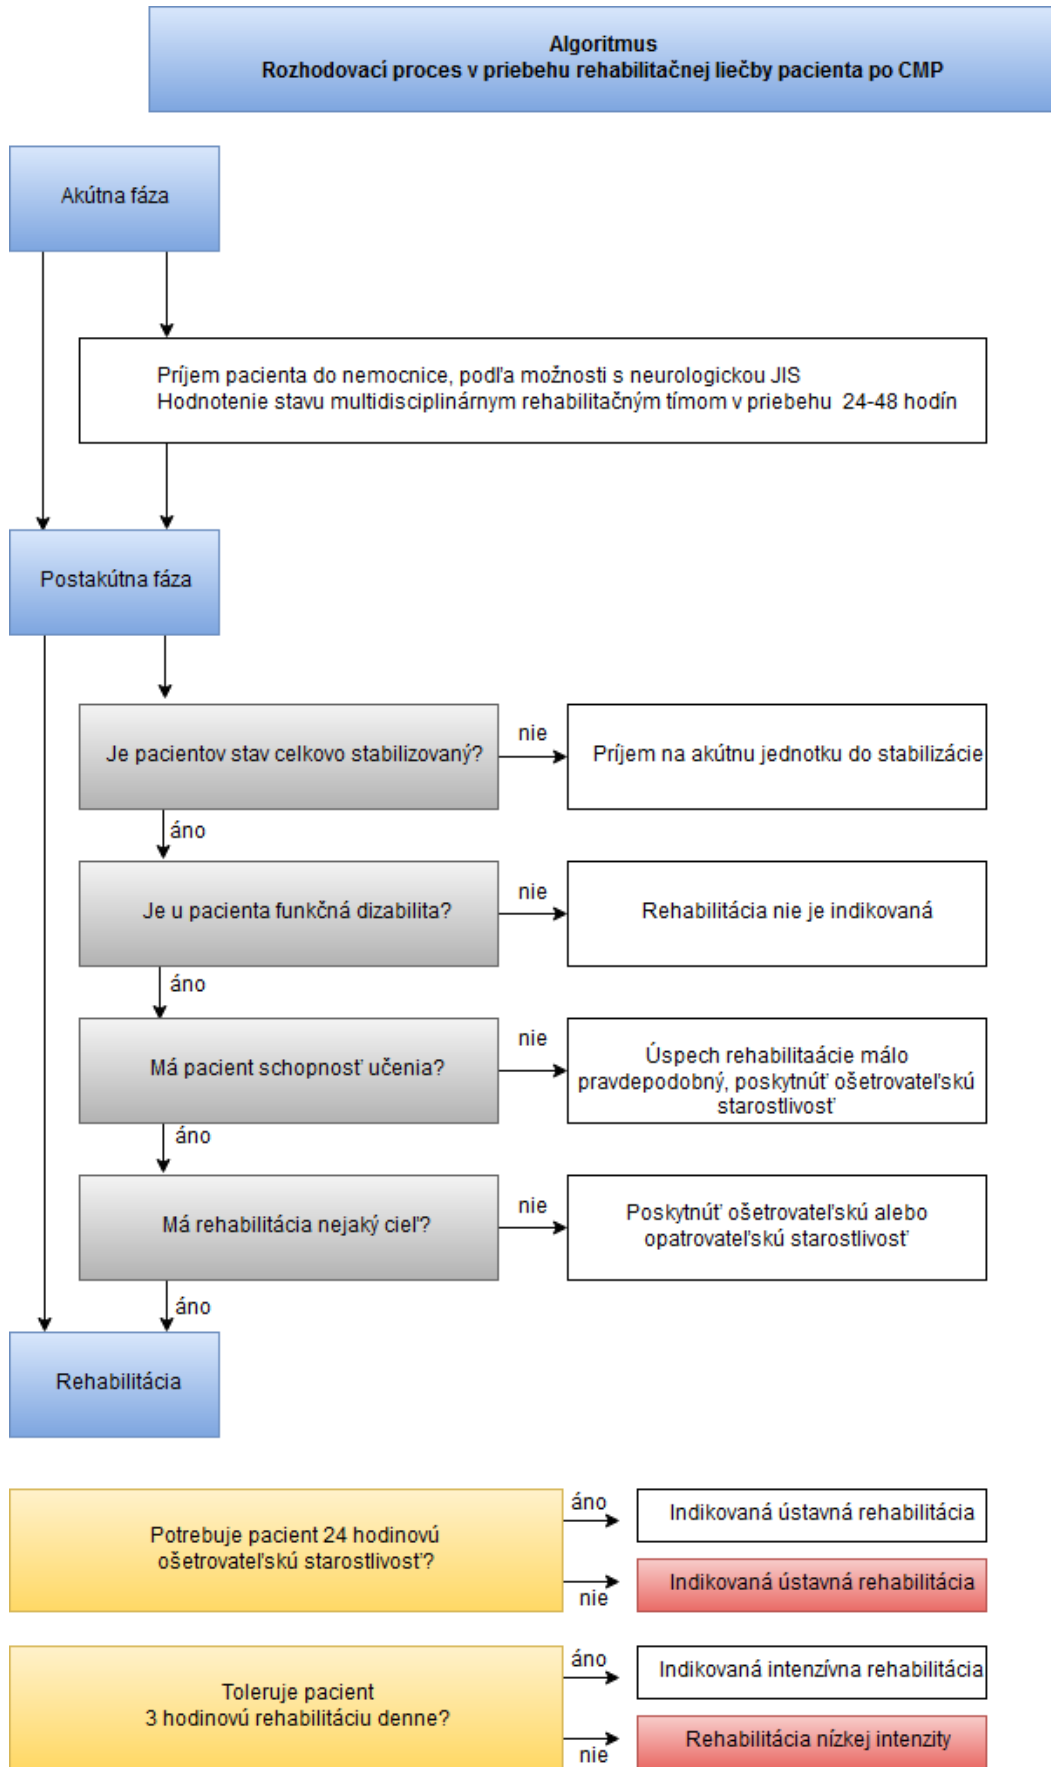 Algoritmus
Rozhodovací proces v priebehu rehabilitačnej liečby pacienta po CMP
Akútna fáza
Príjem pacienta do nemocnice, podľa možnosti s neurologickou JIS
Hodnotenie stavu multidisciplinárnym rehabilitačným tímom v priebehu 24-48 hodín
Postakútna fáza
Je pacientov stav celkovo stabilizovaný?
nie
Príjem na akútnu jednotku do stabilizácie
áno
Je u pacienta funkčná dizabilita?
nie
Rehabilitácia nie je indikovaná
áno
Má pacient schopnosť učenia?
nie
Úspech rehabilitaácie málo
pravdepodobný, poskytnúť ošetrovateľskú
starostlivosť
áno
Má rehabilitácia nejaký cieľ?
nie
Poskytnúť ošetrovateľskú alebo
opatrovateľskú starostlivosť
áno
Rehabilitácia
Potrebuje pacient 24 hodinovú
ošetrovateľskú starostlivosť?
áno
Indikovaná ústavná rehabilitácia
nie
Indikovaná ústavná rehabilitácia
Toleruje pacient
3 hodinovú rehabilitáciu denne?
áno
Indikovaná intenzívna rehabilitácia
nie
Rehabilitácia nízkej intenzity